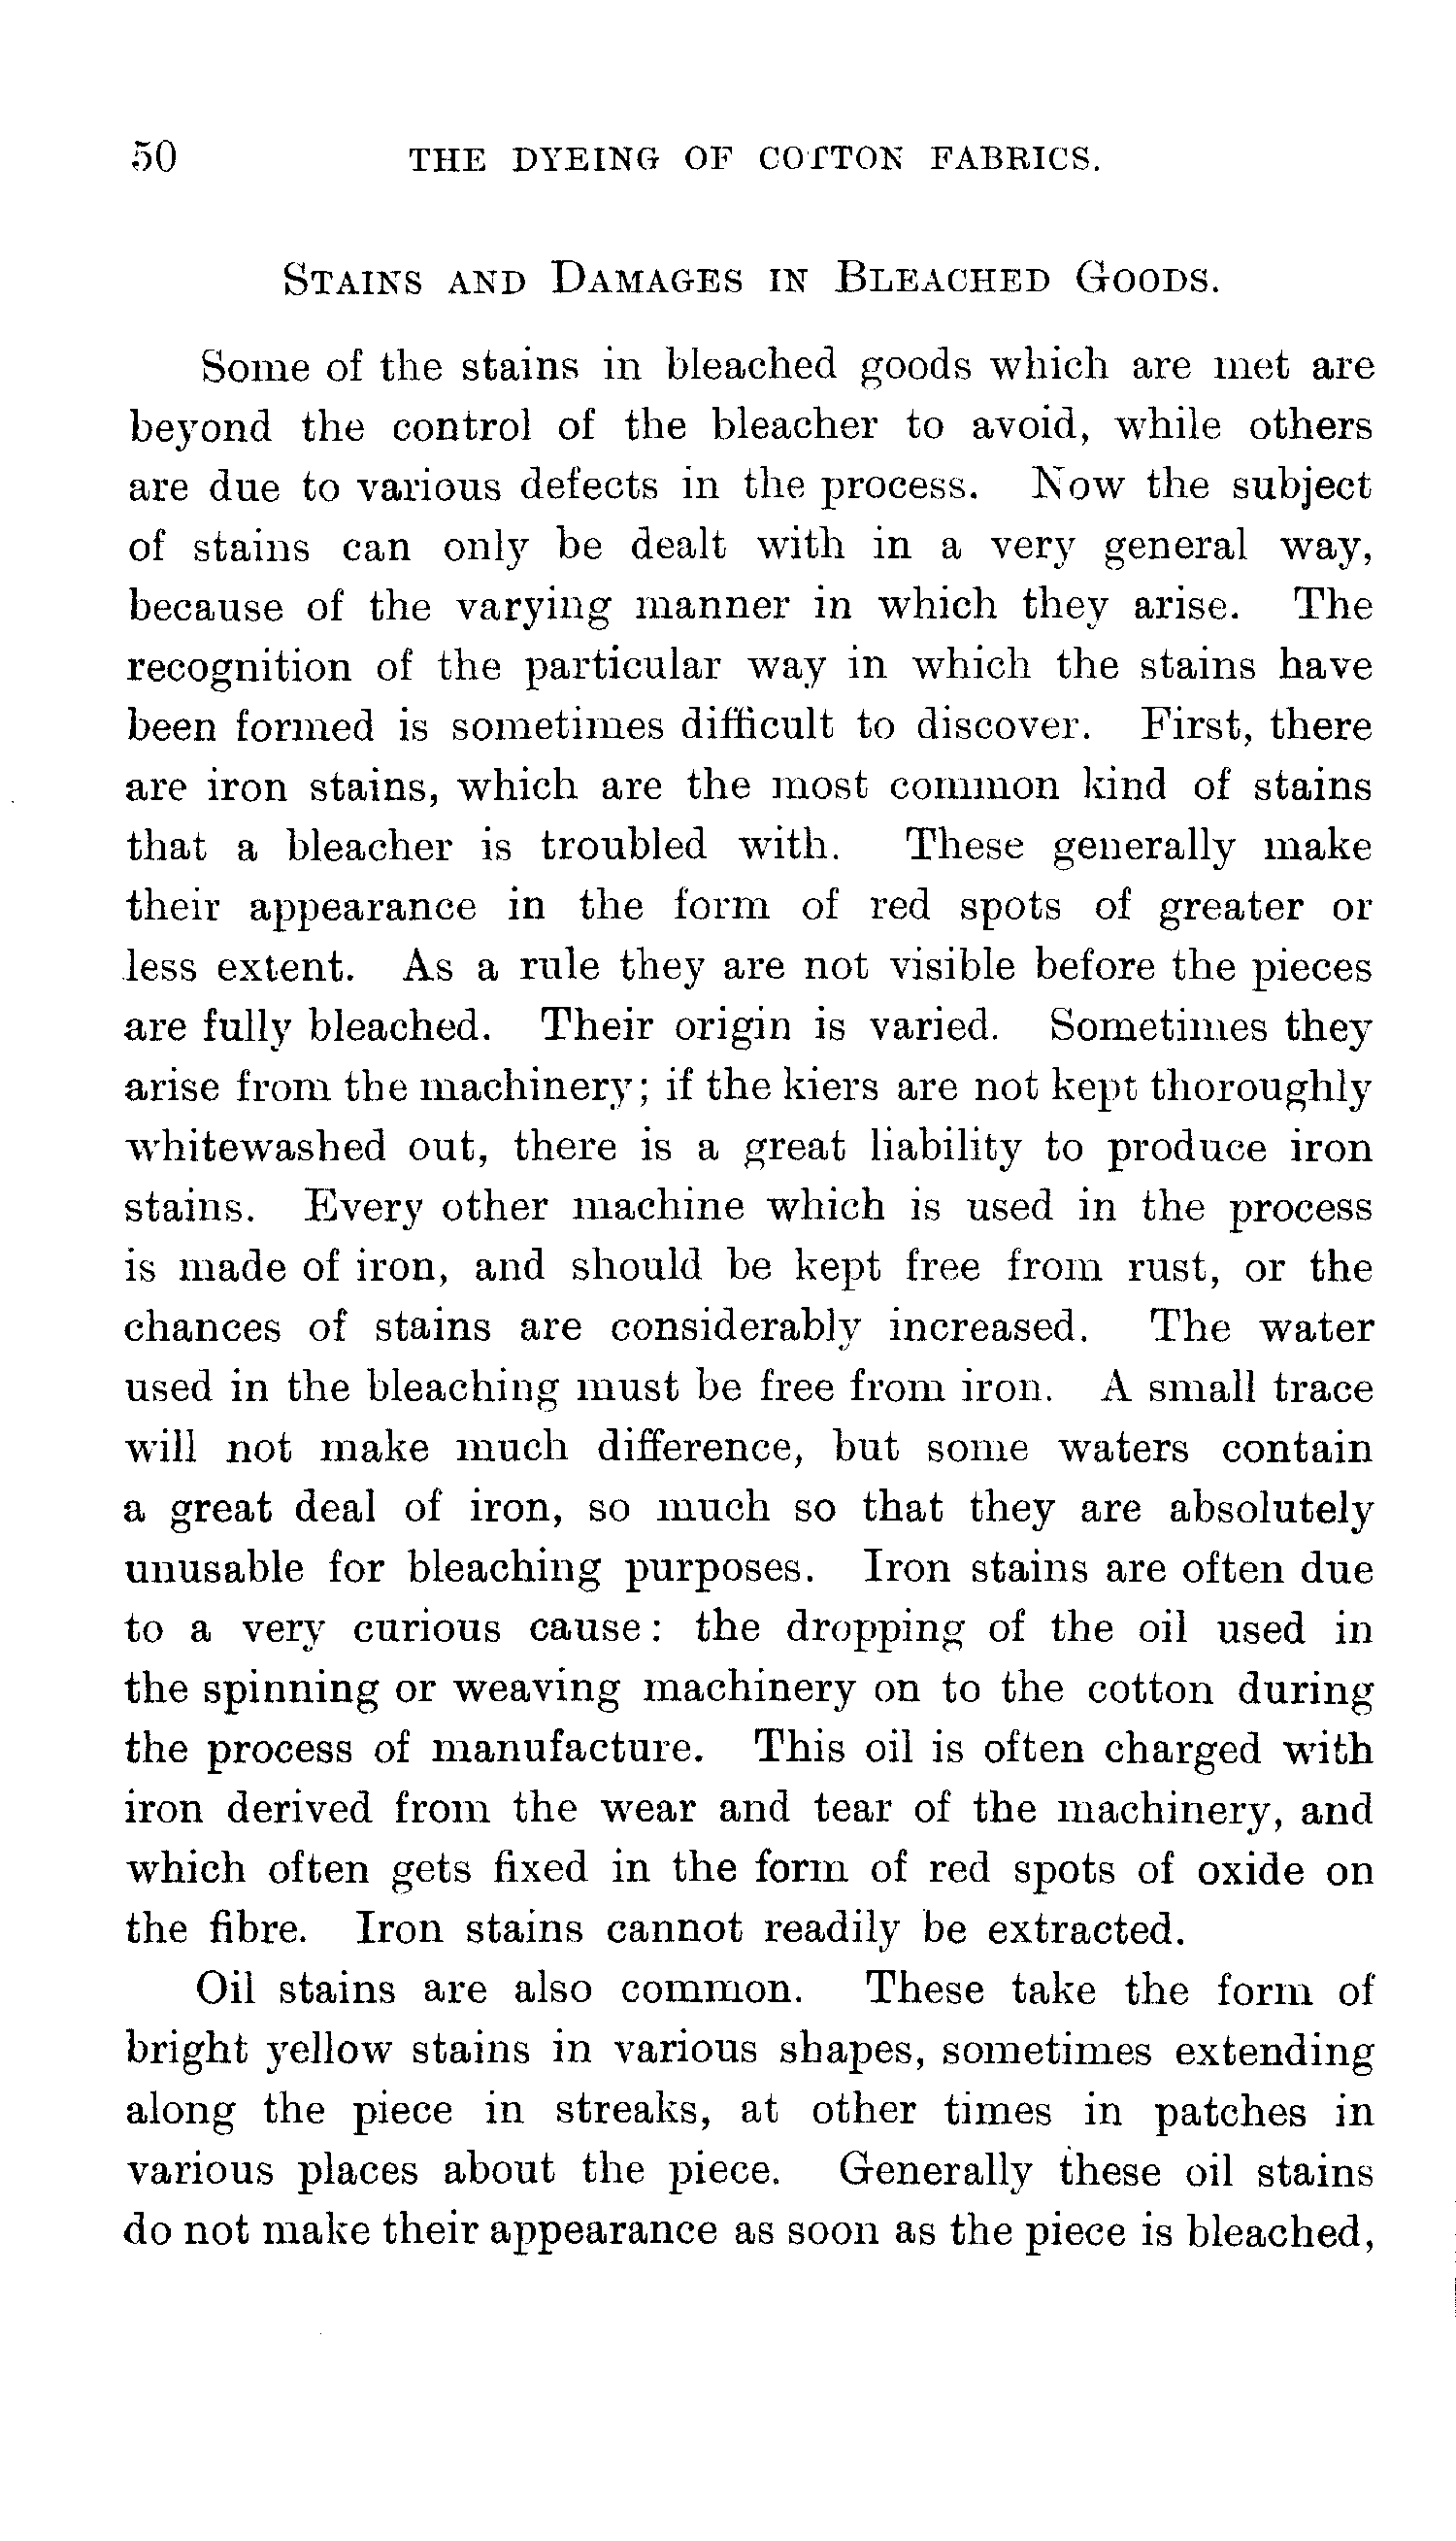 50 THE DYEING OF COTTON FABRICS.
STAINS AND DAMAGES IN BLEACHED GOODS.
Some of the stains in bleached goods which are met are
beyond the control of the bleacher to avoid, while others
are due to various defects in the process. Now the subject
of stains can only be dealt with in a very general way,
because of the varying manner in which they arise. The
recognition of the particular way in which the stains have
been formed is sometimes difficult to discover. First, there
are iron stains, which are the most common kind of stains
that a bleacher is troubled with. These generally make
their appearance in the form of red spots of greater or
less extent. As a rule they are not visible before the pieces
are fully bleached. Their origin is varied. Sometimes they
arise from the machinery; if the kiers are not kept thoroughly
whitewashed out, there is a great liability to produce iron
stains. Every other machine which is used in the process
is made of iron, and should be kept free from rust, or the
chances of stains are considerably increased. The water
used in the bleaching must be free from iron. A small trace
will not make much difference, but some waters contain
a great deal of iron, so much so that they are absolutely
unusable for bleaching purposes. Iron stains are often due
to a very curious cause: the dropping of the oil used in
the spinning or weaving machinery on to the cotton during
the process of manufacture. This oil is often charged with
iron derived from the wear and tear of the machinery, and
which often gets fixed in the form of red spots of oxide on
the fibre. Iron stains cannot readily be extracted.
Oil stains are also common. These take the form of
bright yellow stains in various shapes, sometimes extending
along the piece in streaks, at other times in patches in
various places about the piece. Generally these oil stains
do not make their appearance as soon as the piece is bleached,